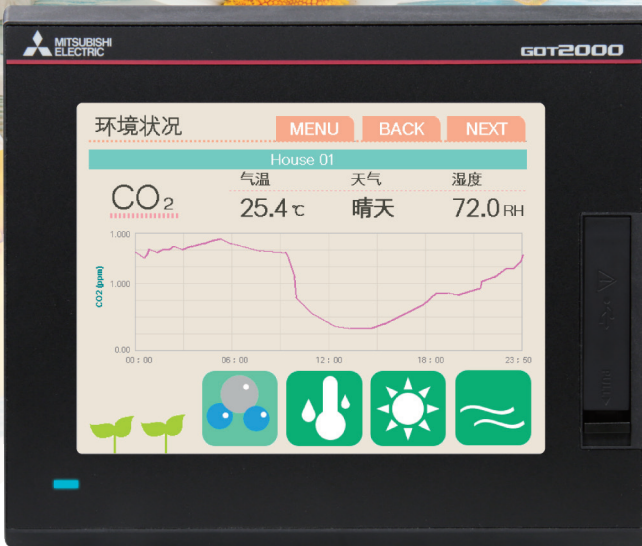 MITSUBISHI
ELECTRIC
GOT2000
环境状况 MENU BACK NEXT
House 01
气温 天气 湿度
CO2 25.4 ℃ 晴天 72.0 RH
1.000
CO2 (ppm)
1.000
0.00
00 : 00 06 : 00 12 : 00 18 : 00 23 : 50